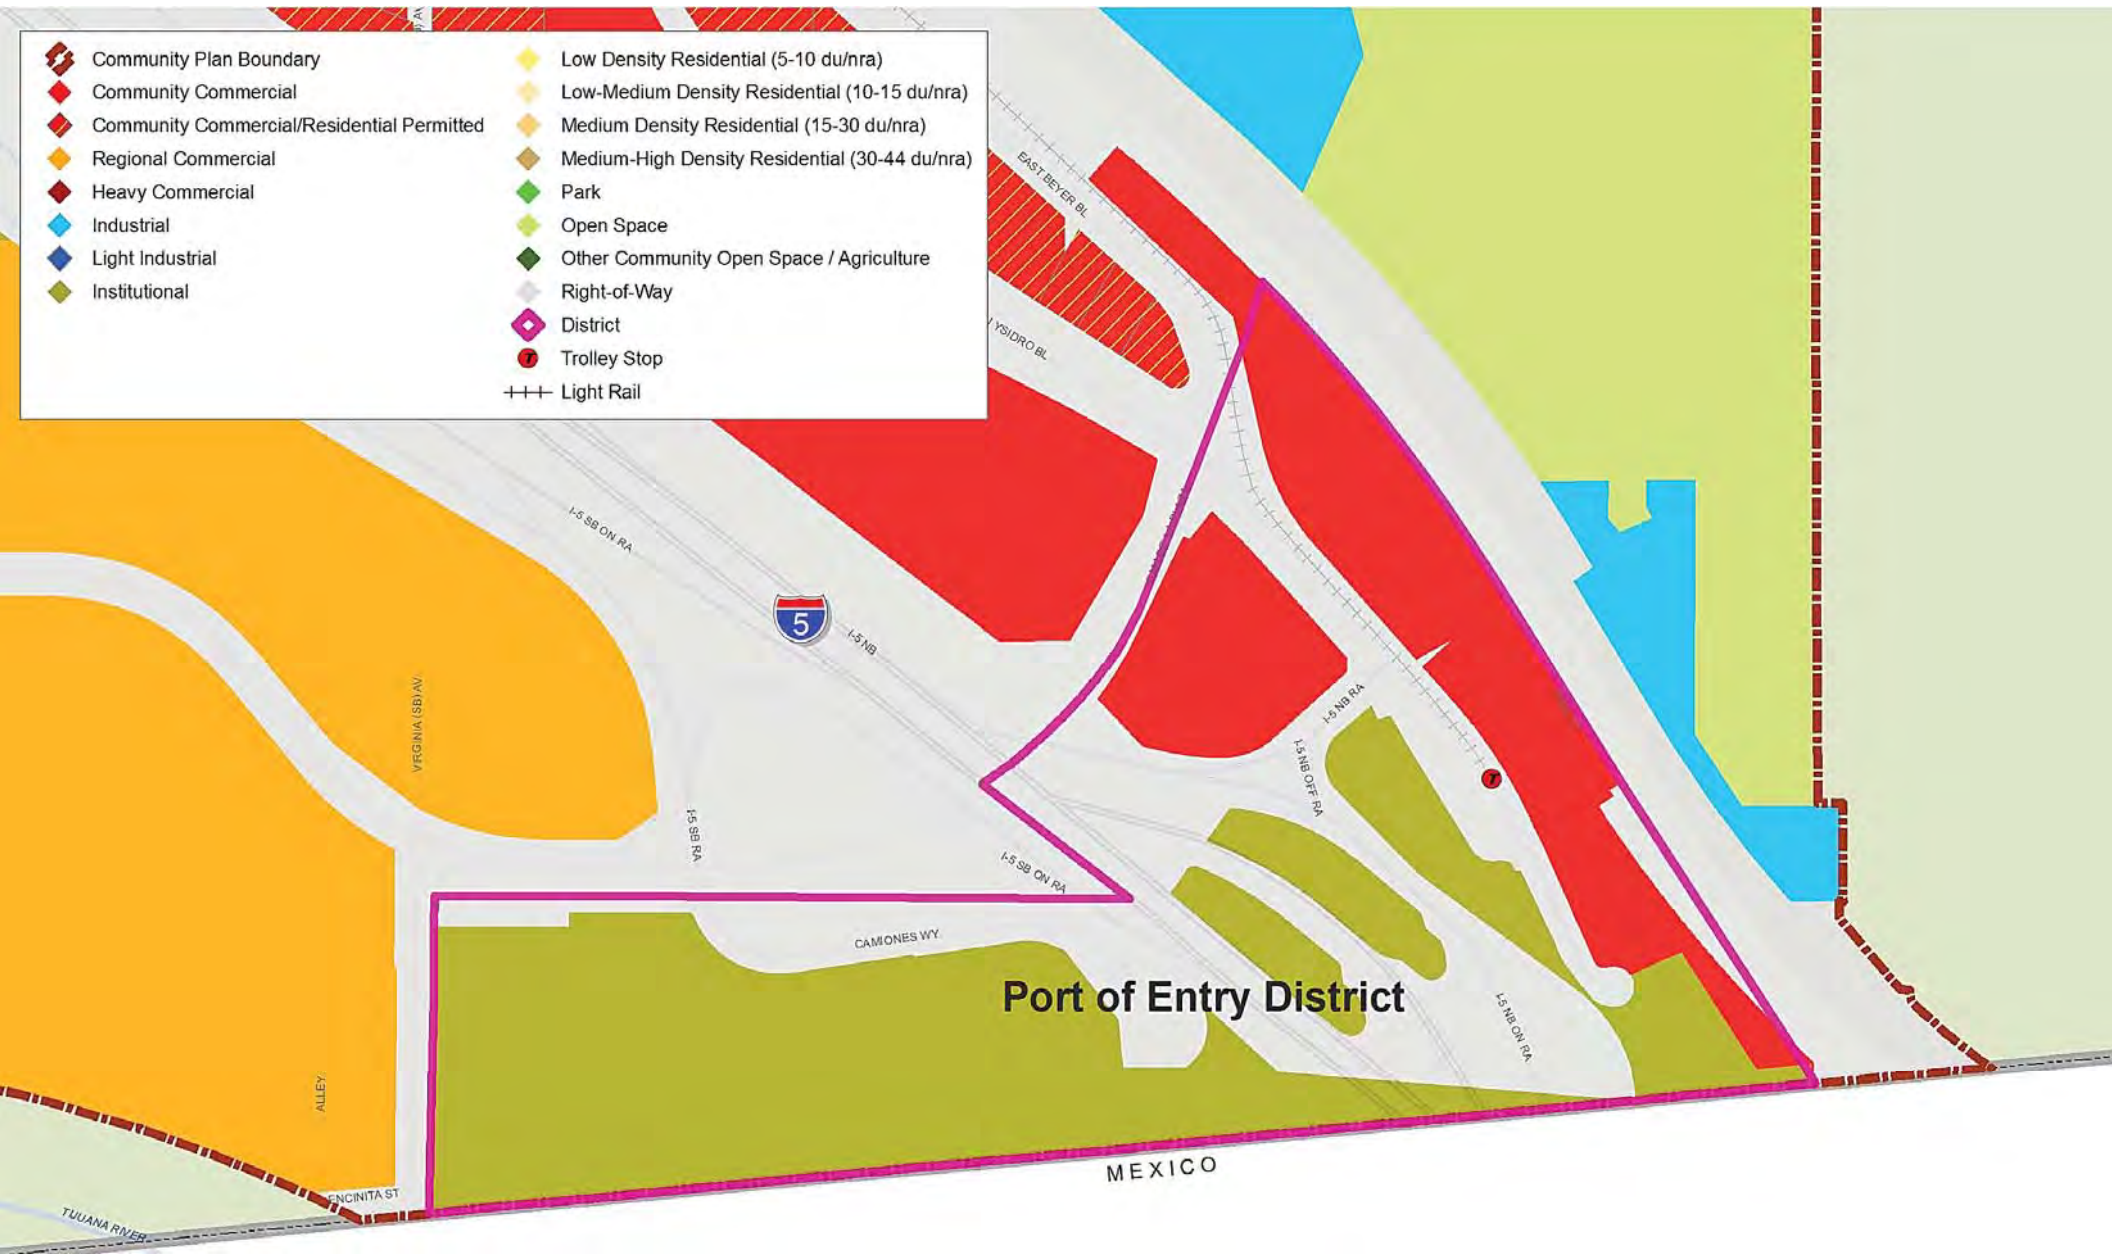 Community Plan Boundary
Community Commercial
Community Commercial/Residential Permitted
Regional Commercial
Heavy Commercial
Industrial
Light Industrial
Institutional
Low Density Residential (5-10 du/nra)
Low-Medium Density Residential (10-15 du/nra)
Medium Density Residential (15-30 du/nra)
Medium-High Density Residential (30-44 du/nra)
Park
Open Space
Other Community Open Space / Agriculture
Right-of-Way
District
T Trolley Stop
Light Rail
EAST BEYER BL
YSIDRO BL
I-5 SB ON RA
5
I-5 NB
VIRGINIA (SB) AV
I-5 NB RA
I-5 NB OFF RA
T
I-5 SB RA
I-5 SB ON RA
CAMIONES WY
Port of Entry District
I-5 NB ON RA
ALLEY
MEXICO
ENCINITA ST
TIJUANA RIVER